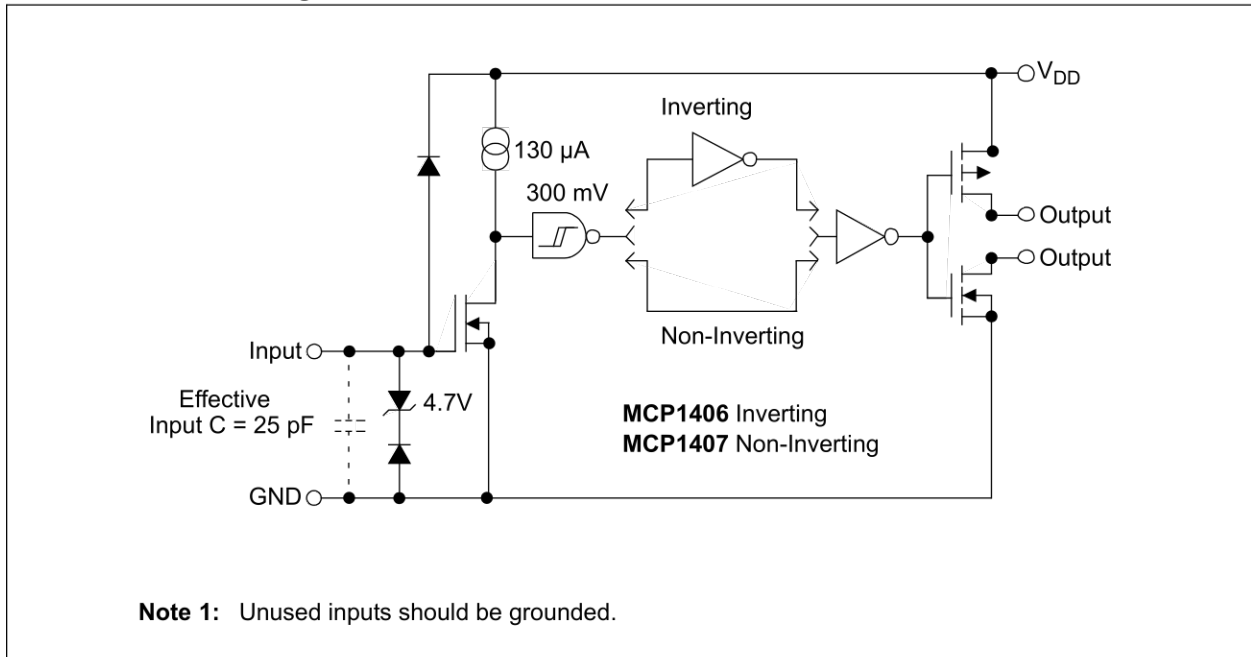 V_DD
Inverting
130 µA
300 mV
Output
Output
Non-Inverting
Input
4.7V
Effective
Input C = 25 pF
MCP1406 Inverting
MCP1407 Non-Inverting
GND
Note 1: Unused inputs should be grounded.